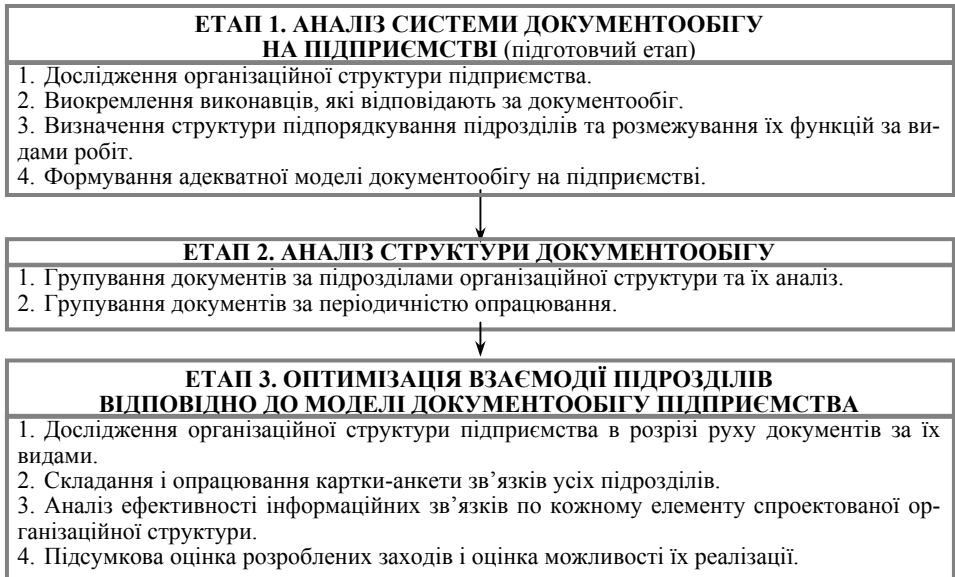 ЕТАП 1. АНАЛІЗ СИСТЕМИ ДОКУМЕНТООБІГУ
НА ПІДПРИЄМСТВІ (підготовчий етап)
1. Дослідження організаційної структури підприємства.
2. Виокремлення виконавців, які відповідають за документообіг.
3. Визначення структури підпорядкування підрозділів та розмежування їх функцій за ви-
дами робіт.
4. Формування адекватної моделі документообігу на підприємстві.
ЕТАП 2. АНАЛІЗ СТРУКТУРИ ДОКУМЕНТООБІГУ
1. Групування документів за підрозділами організаційної структури та їх аналіз.
2. Групування документів за періодичністю опрацювання.
ЕТАП 3. ОПТИМІЗАЦІЯ ВЗАЄМОДІЇ ПІДРОЗДІЛІВ
ВІДПОВІДНО ДО МОДЕЛІ ДОКУМЕНТООБІГУ ПІДПРИЄМСТВА
1. Дослідження організаційної структури підприємства в розрізі руху документів за їх
видами.
2. Складання і опрацювання картки-анкети зв’язків усіх підрозділів.
3. Аналіз ефективності інформаційних зв’язків по кожному елементу спроектованої ор-
ганізаційної структури.
4. Підсумкова оцінка розроблених заходів і оцінка можливості їх реалізації.